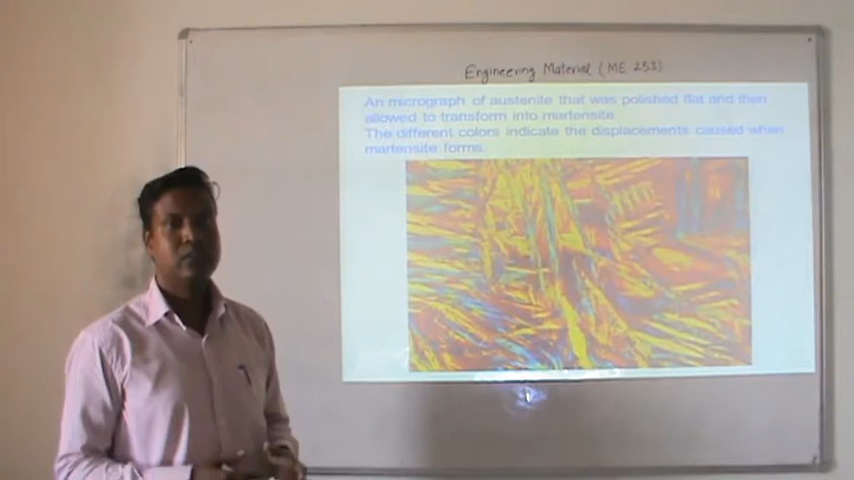 Engineering Material (ME 253)
An micrograph of austenite that was polished flat and then
allowed to transform into martensite.
The different colors indicate the displacements caused when
martensite forms.